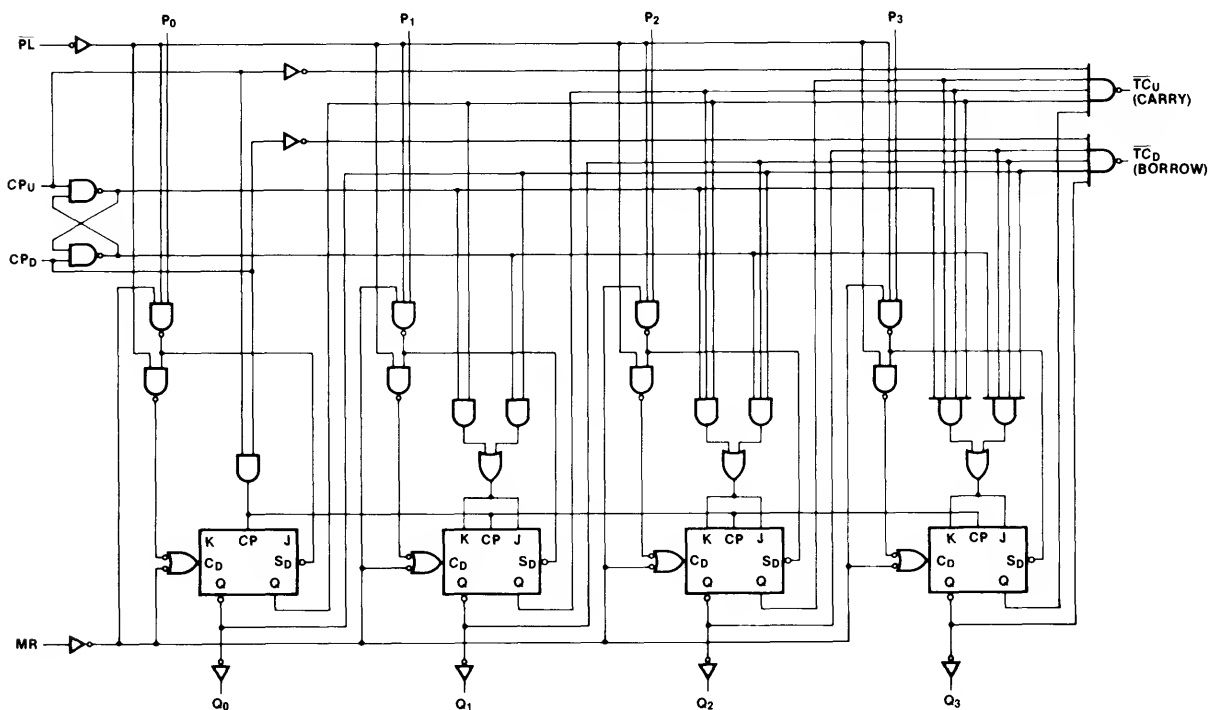 P0 P1 P2 P3
PL
TCU
(CARRY)
TCD
(BORROW)
CPU
CPD
K CP J
CD SD
Q Q
K CP J
CD SD
Q Q
K CP J
CD SD
Q Q
K CP J
CD SD
Q Q
MR
Q0 Q1 Q2 Q3